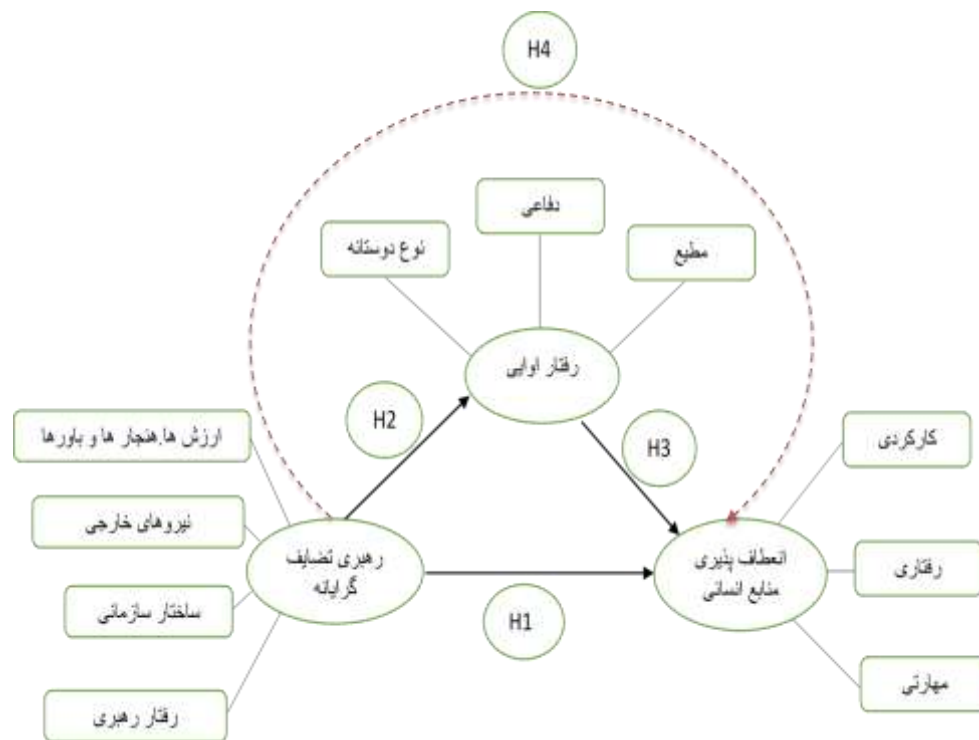 H4
دفاعی
نوع دوستانه
مطیع
رفتار اوایی
H2
H3
ارزش ها،هنجار ها و باورها
کارکردی
نیروهای خارجی
رهبری تضایف
گرایانه
انعطاف پذیری
منابع انسانی
رفتاری
ساختار سازمانی
H1
مهارتی
رفتار رهبری